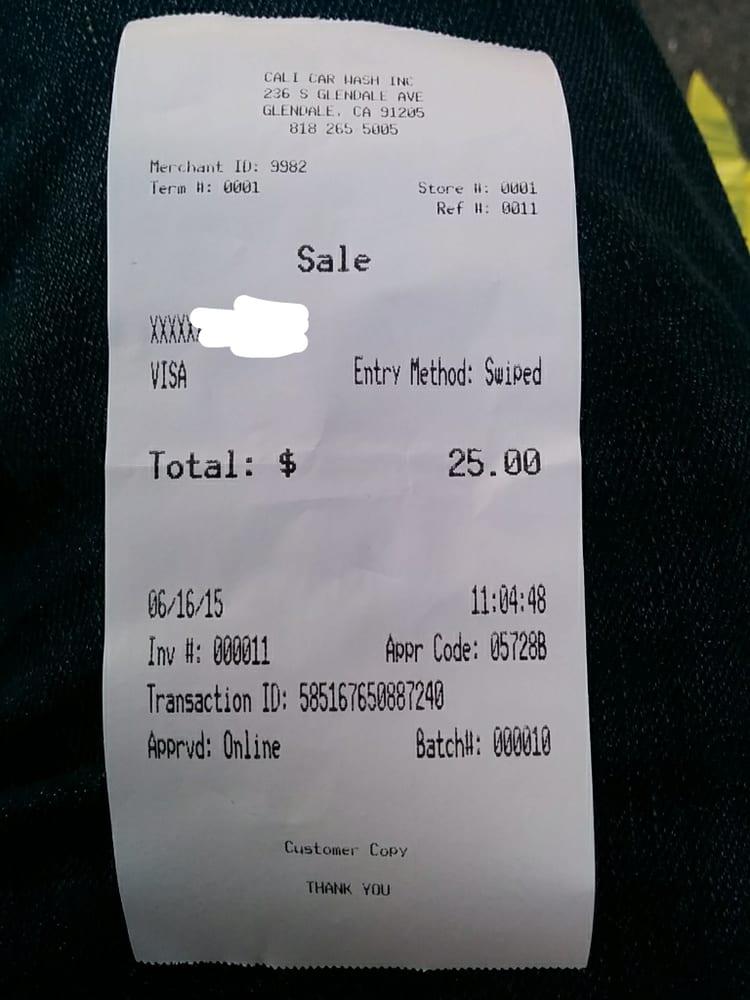 CALI CAR WASH INC
236 S GLENDALE AVE
GLENDALE, CA 91205
818 265 5005
Merchant ID: 9982
Term #: 0001 Store #: 0001
Ref #: 0011
Sale
XXXXX
VISA Entry Method: Swiped
Total: $ 25.00
06/16/15 11:04:48
Inv #: 000011 Appr Code: 05728B
Transaction ID: 585167650887240
Apprvd: Online Batch#: 000010
Customer Copy
THANK YOU